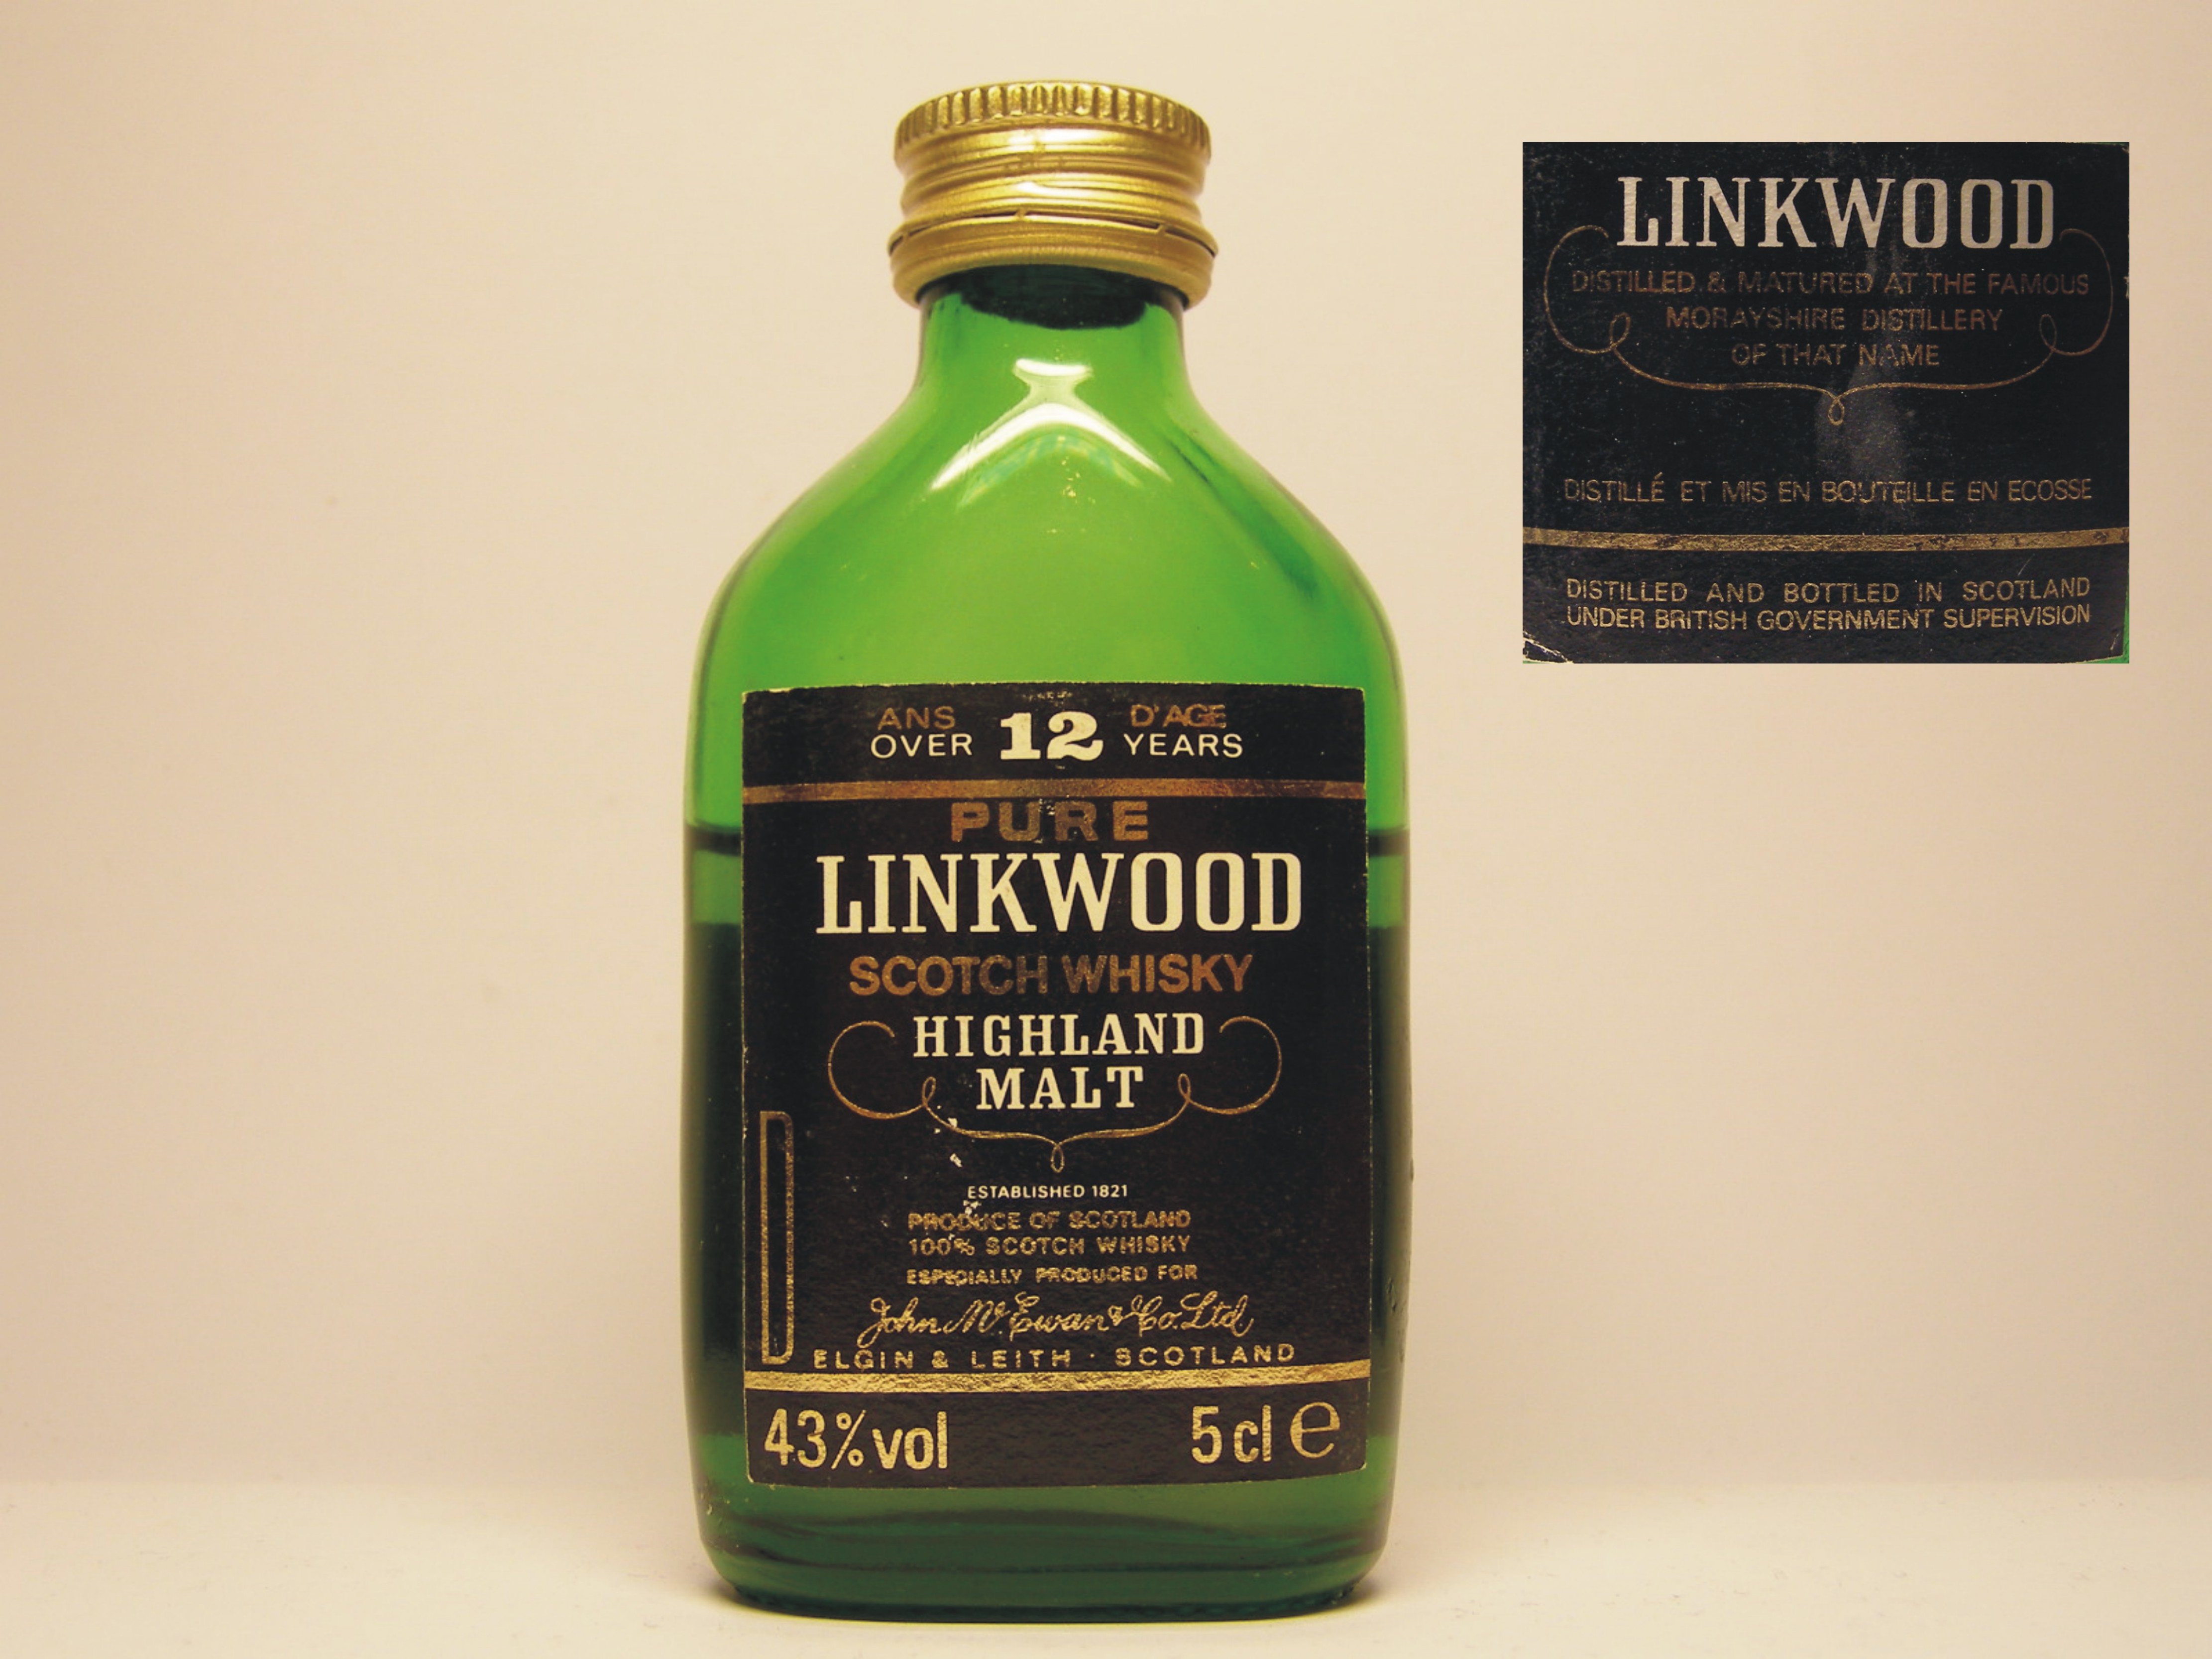 ANS 12 D'AGE
OVER YEARS
PURE
LINKWOOD
SCOTCH WHISKY
HIGHLAND
MALT
ESTABLISHED 1821
PRODUCE OF SCOTLAND
100% SCOTCH WHISKY
ESPECIALLY PRODUCED FOR
John McEwan & Co. Ltd
ELGIN & LEITH · SCOTLAND
D
43% vol 5 cl e
LINKWOOD
DISTILLED & MATURED AT THE FAMOUS
MORAYSHIRE DISTILLERY
OF THAT NAME
DISTILLÉ ET MIS EN BOUTEILLE EN ECOSSE
DISTILLED AND BOTTLED IN SCOTLAND
UNDER BRITISH GOVERNMENT SUPERVISION